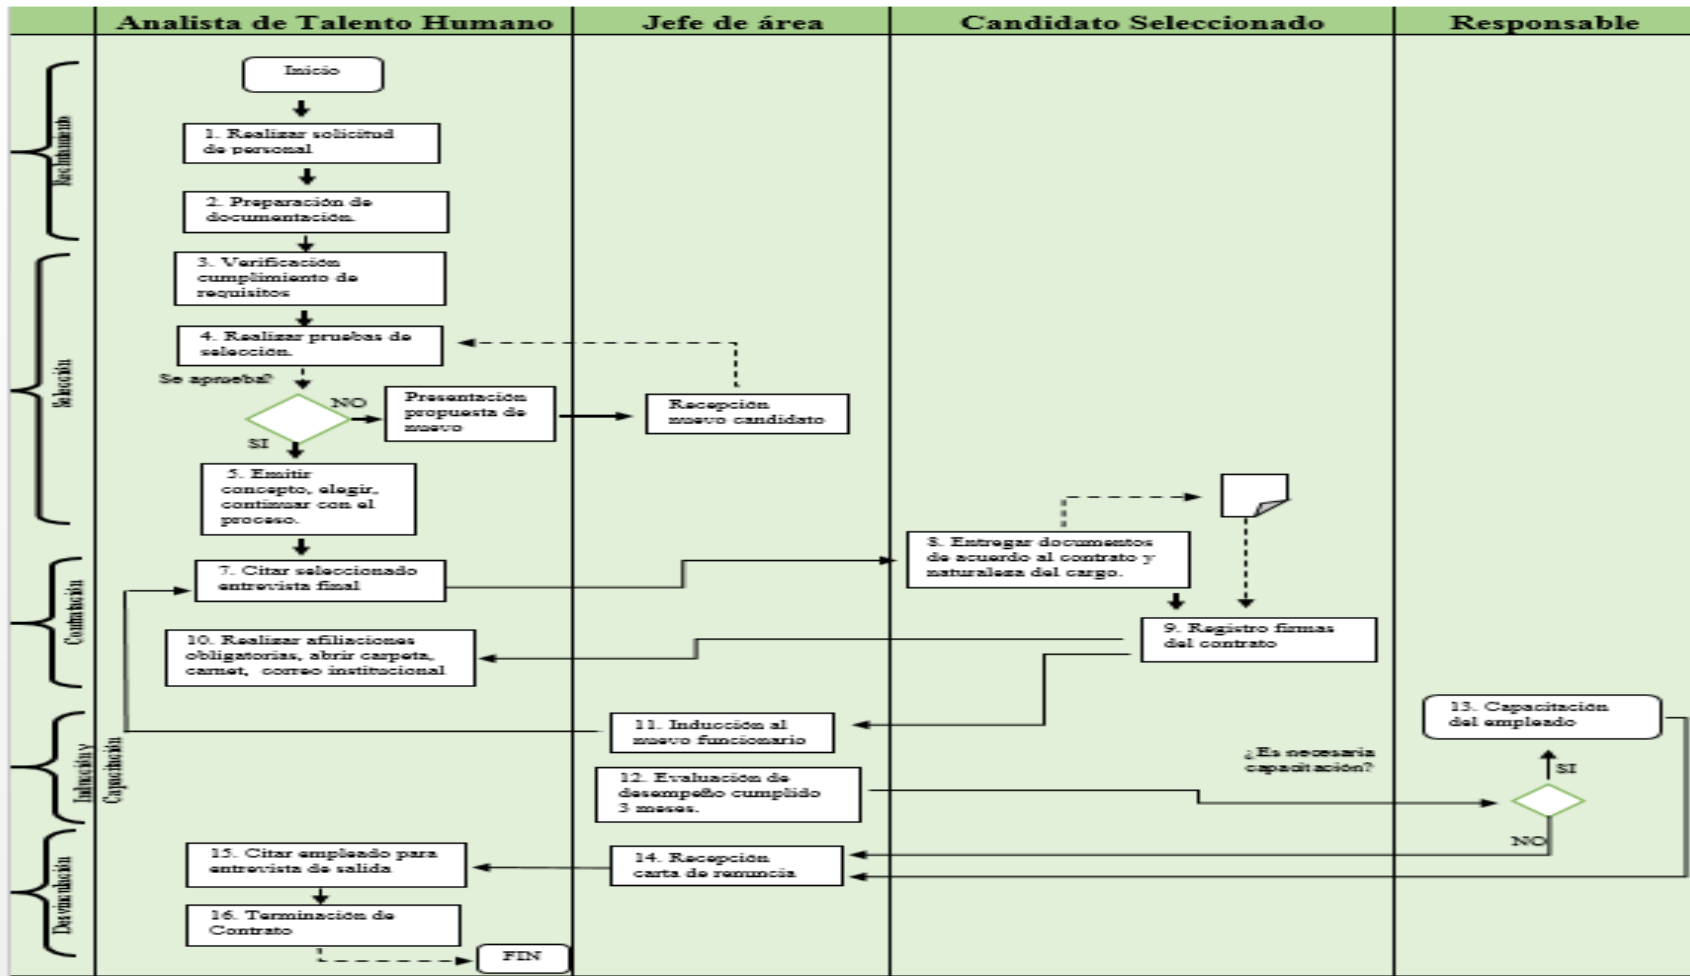 Analista de Talento Humano
Jefe de área
Candidato Seleccionado
Responsable
Reclutamiento
Inicio
1. Realizar solicitud
de personal
2. Preparación de
documentación.
Selección
3. Verificación
cumplimiento de
requisitos
4. Realizar pruebas de
selección.
Se aprueba?
NO
SI
Presentación
propuesta de
nuevo
Recepción
nuevo candidato
5. Emitir
concepto, elegir,
continuar con el
proceso.
Contratación
7. Citar seleccionado
entrevista final
8. Entregar documentos
de acuerdo al contrato y
naturaleza del cargo.
9. Registro firmas
del contrato
10. Realizar afiliaciones
obligatorias, abrir carpeta,
carnet, correo institucional
Inducción y
Capacitación
11. Inducción al
nuevo funcionario
12. Evaluación de
desempeño cumplido
3 meses.
¿Es necesaria
capacitación?
13. Capacitación
del empleado
SI
NO
Desvinculación
14. Recepción
carta de renuncia
15. Citar empleado para
entrevista de salida
16. Terminación de
Contrato
FIN